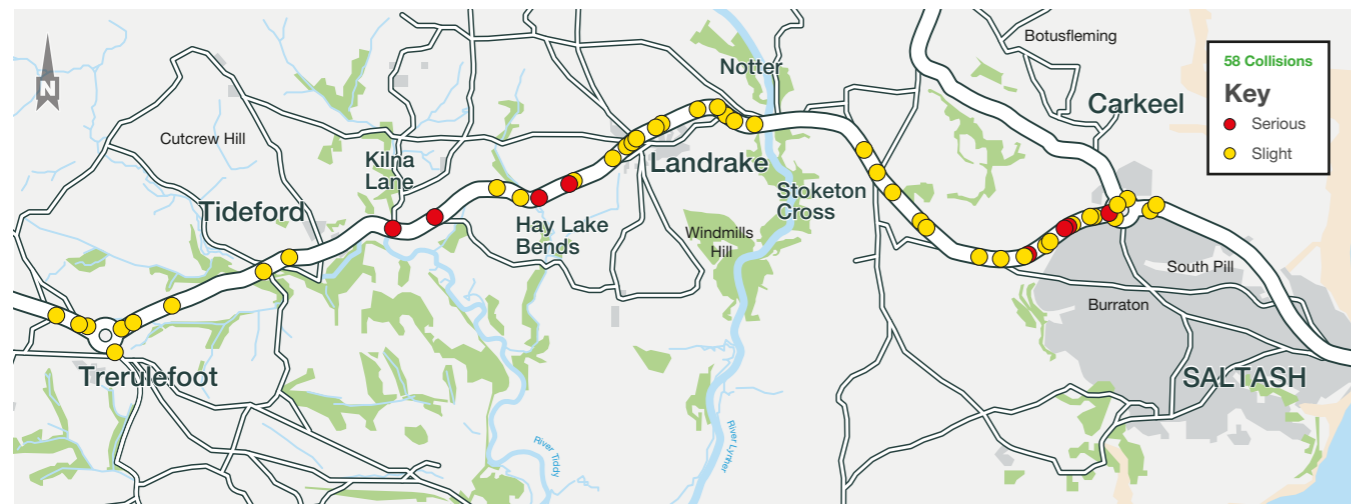 Botusfleming
58 Collisions
Key
Serious
Slight
N
Notter
Carkeel
Cutcrew Hill
Kilna
Lane
Landrake
Stoketon
Cross
Tideford
Hay Lake
Bends
Windmills
Hill
South Pill
Burraton
Trerulefoot
SALTASH
River Tiddy
River Lynher